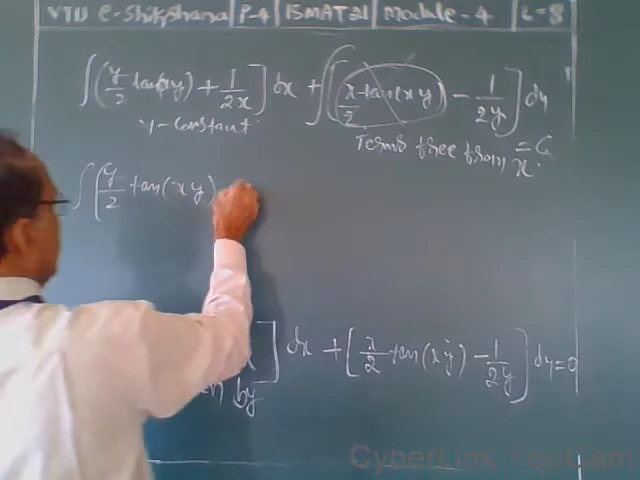 VTU e-Shikshana P-4 15MAT21 Module-4 L-8
∫[y/2 tan(xy) + 1/2x]dx + ∫[x/2 tan(xy) - 1/2y]dy
y-constant. Terms free from x. = C
∫[y/2 tan(xy)
]dx + [x/2 tan(xy) - 1/2y]dy=0
by
CyberLink YouCam